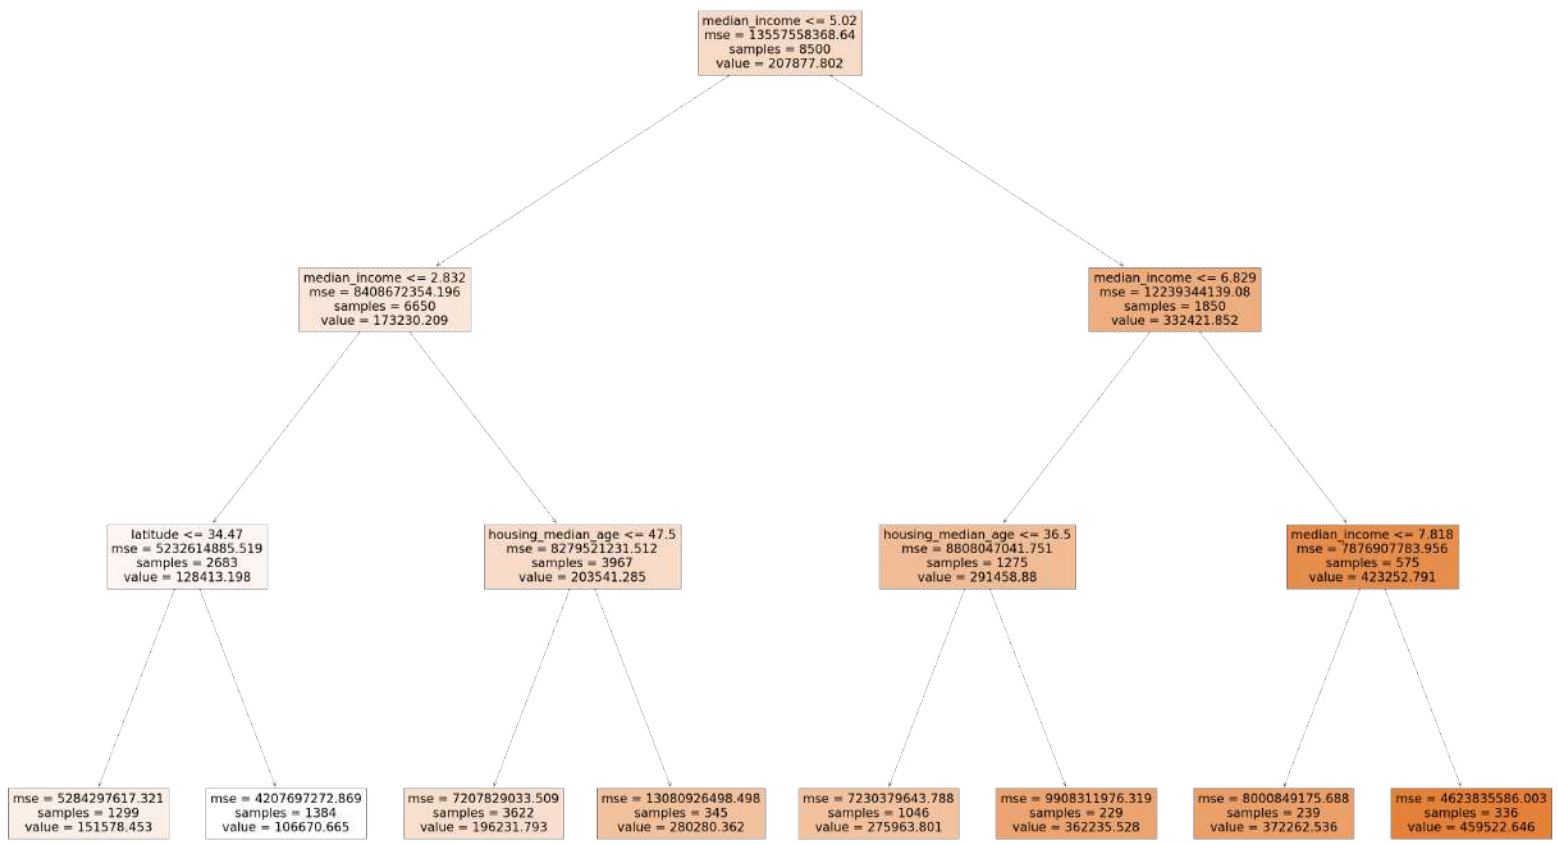 median_income <= 5.02
mse = 13557558368.64
samples = 8500
value = 207877.802
median_income <= 2.832
mse = 8408672354.196
samples = 6650
value = 173230.209
median_income <= 6.829
mse = 12239344139.08
samples = 1850
value = 332421.852
latitude <= 34.47
mse = 5232614885.519
samples = 2683
value = 128413.198
housing_median_age <= 47.5
mse = 8279521231.512
samples = 3967
value = 203541.285
housing_median_age <= 36.5
mse = 8808047041.751
samples = 1275
value = 291458.88
median_income <= 7.818
mse = 7876907783.956
samples = 575
value = 423252.791
mse = 5284297617.321
samples = 1299
value = 151578.453
mse = 4207697272.869
samples = 1384
value = 106670.665
mse = 7207829033.509
samples = 3622
value = 196231.793
mse = 13080926498.498
samples = 345
value = 280280.362
mse = 7230379643.788
samples = 1046
value = 275963.801
mse = 9908311976.319
samples = 229
value = 362235.528
mse = 8000849175.688
samples = 239
value = 372262.536
mse = 4623835586.003
samples = 336
value = 459522.646